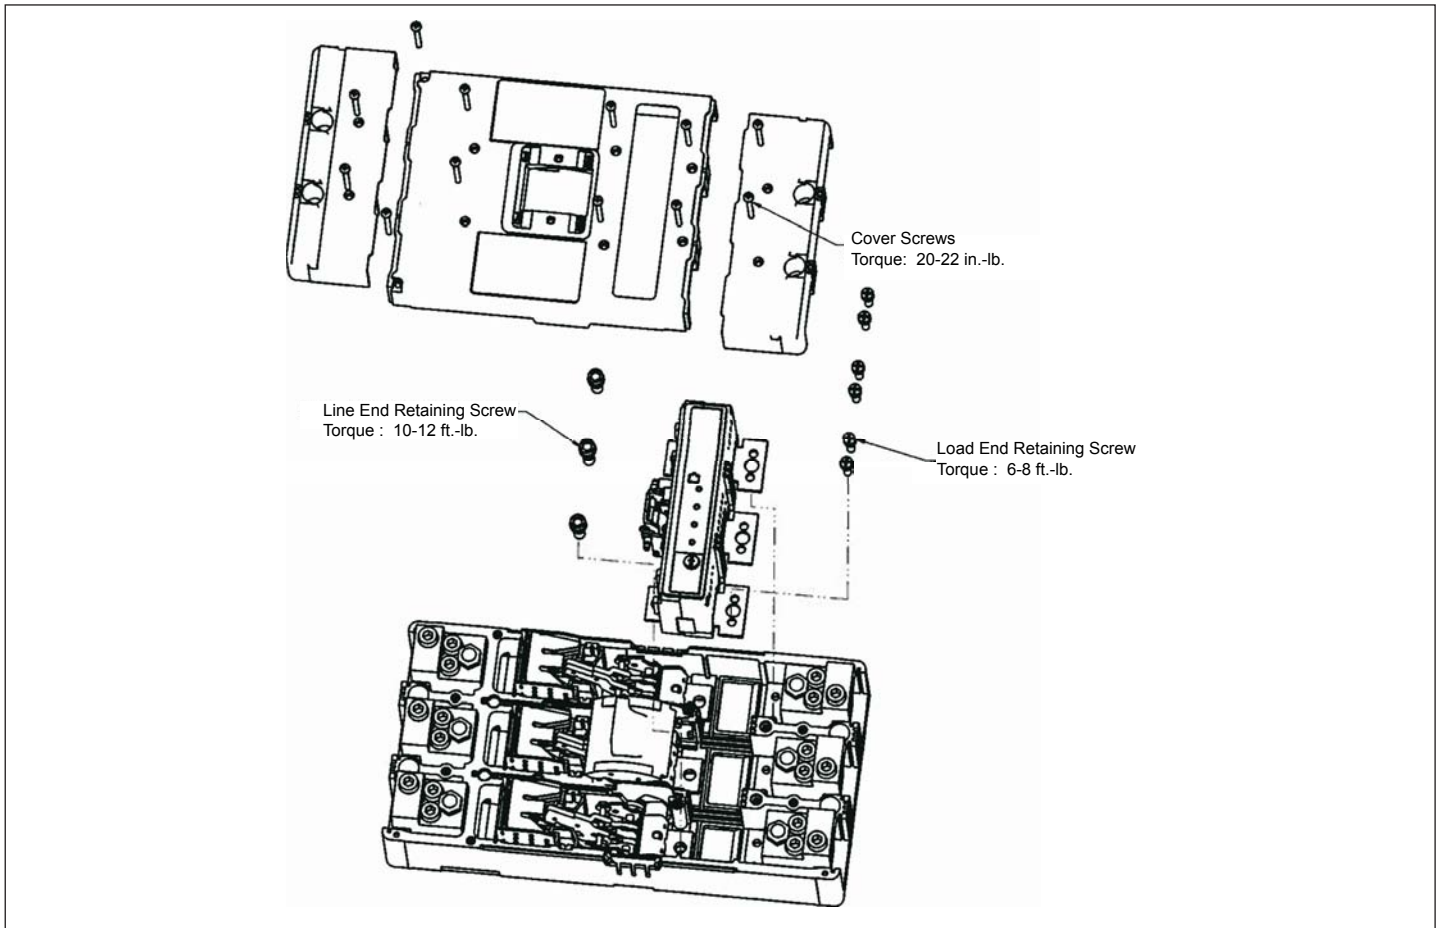 Cover Screws
Torque: 20-22 in.-lb.
Line End Retaining Screw
Torque : 10-12 ft.-lb.
Load End Retaining Screw
Torque : 6-8 ft.-lb.